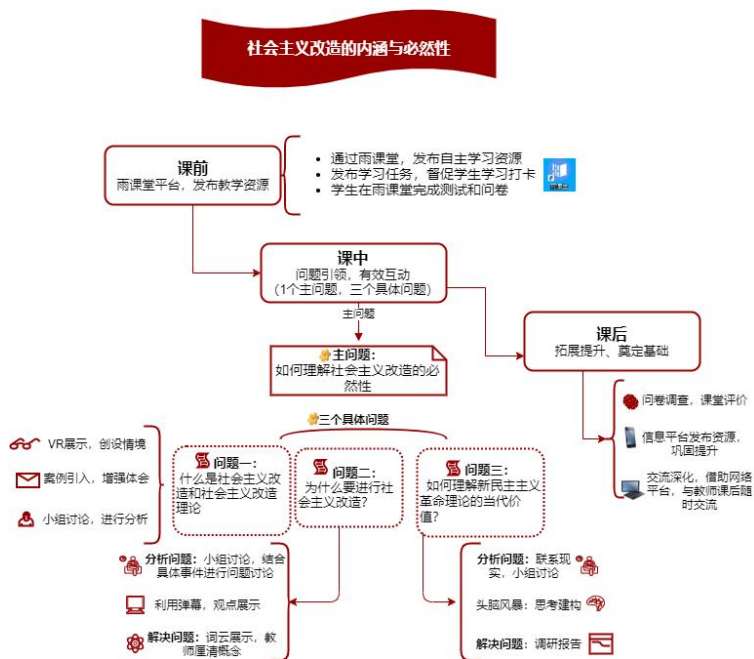 社会主义改造的内涵与必然性
课前
雨课堂平台，发布教学资源
通过雨课堂，发布自主学习资源
发布学习任务，督促学生学习打卡
学生在雨课堂完成测试和问卷
课中
问题引领，有效互动
（1个主问题，三个具体问题）
主问题
主问题：
如何理解社会主义改造的必
然性
课后
拓展提升、奠定基础
问卷调查，课堂评价
信息平台发布资源，
巩固提升
交流深化，借助网络
平台，与教师课后随
时交流
三个具体问题
VR展示，创设情境
案例引入，增强体会
小组讨论，进行分析
问题一：
什么是社会主义改
造和社会主义改造
理论
问题二：
为什么要进行社
会主义改造？
问题三：
如何理解新民主主义
革命理论的当代价
值？
分析问题：小组讨论，结合
具体事件进行问题讨论
利用弹幕，观点展示
解决问题：词云展示，教
师厘清概念
分析问题：联系现
实，小组讨论
头脑风暴：思考建构
解决问题：调研报告